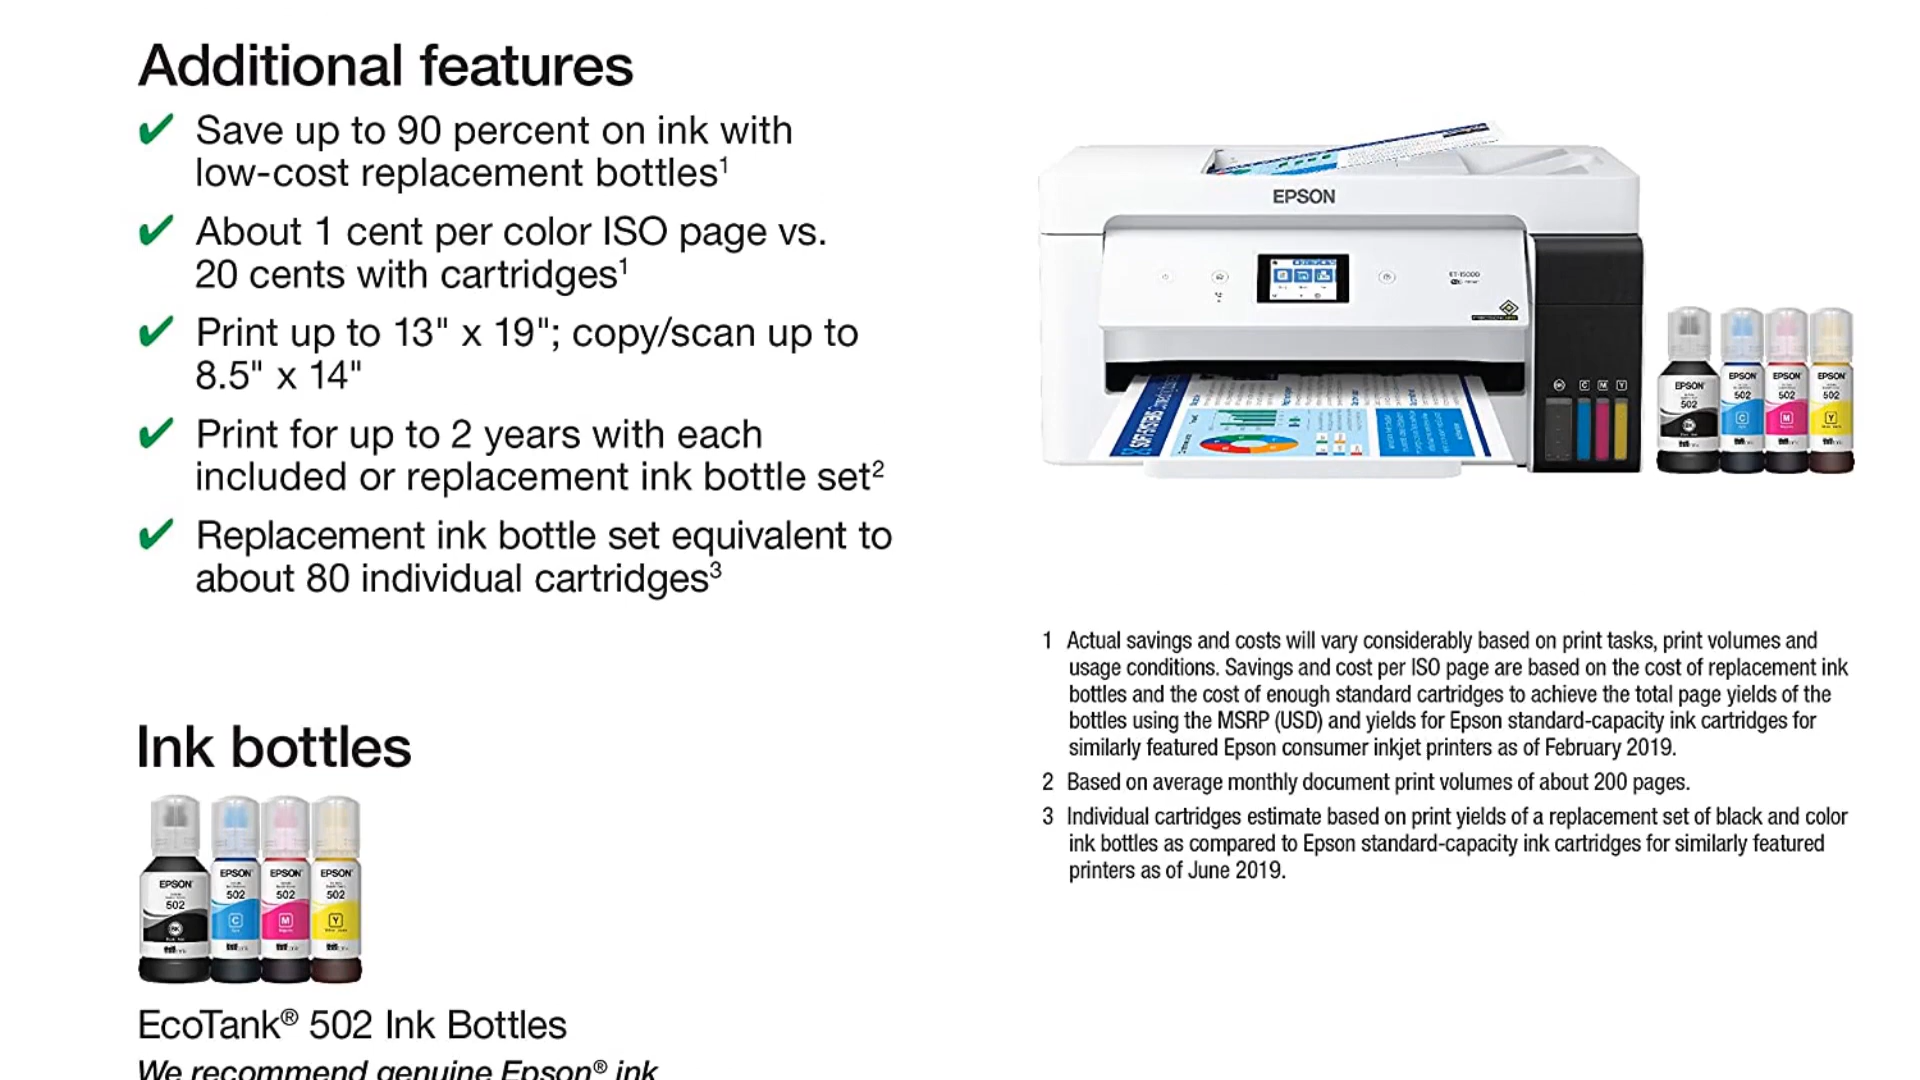 Additional features
✔ Save up to 90 percent on ink with
low-cost replacement bottles¹
✔ About 1 cent per color ISO page vs.
20 cents with cartridges¹
✔ Print up to 13" x 19"; copy/scan up to
8.5" x 14"
✔ Print for up to 2 years with each
included or replacement ink bottle set²
✔ Replacement ink bottle set equivalent to
about 80 individual cartridges³
EPSON
ET-15000
BK C M Y
EPSON EPSON EPSON EPSON
502 502 502 502
BK C M Y
1 Actual savings and costs will vary considerably based on print tasks, print volumes and
usage conditions. Savings and cost per ISO page are based on the cost of replacement ink
bottles and the cost of enough standard cartridges to achieve the total page yields of the
bottles using the MSRP (USD) and yields for Epson standard-capacity ink cartridges for
similarly featured Epson consumer inkjet printers as of February 2019.
2 Based on average monthly document print volumes of about 200 pages.
3 Individual cartridges estimate based on print yields of a replacement set of black and color
ink bottles as compared to Epson standard-capacity ink cartridges for similarly featured
printers as of June 2019.
Ink bottles
EPSON EPSON EPSON EPSON
502 502 502 502
BK C M Y
EcoTank® 502 Ink Bottles
We recommend genuine Epson® ink